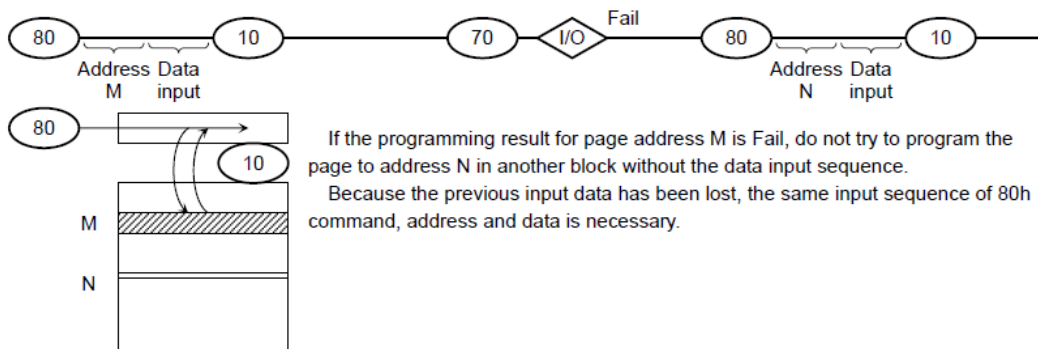 Fail
80 10 70 I/O 80 10
Address Data Address Data
M input N input
80
If the programming result for page address M is Fail, do not try to program the
10
page to address N in another block without the data input sequence.
Because the previous input data has been lost, the same input sequence of 80h
M
command, address and data is necessary.
N